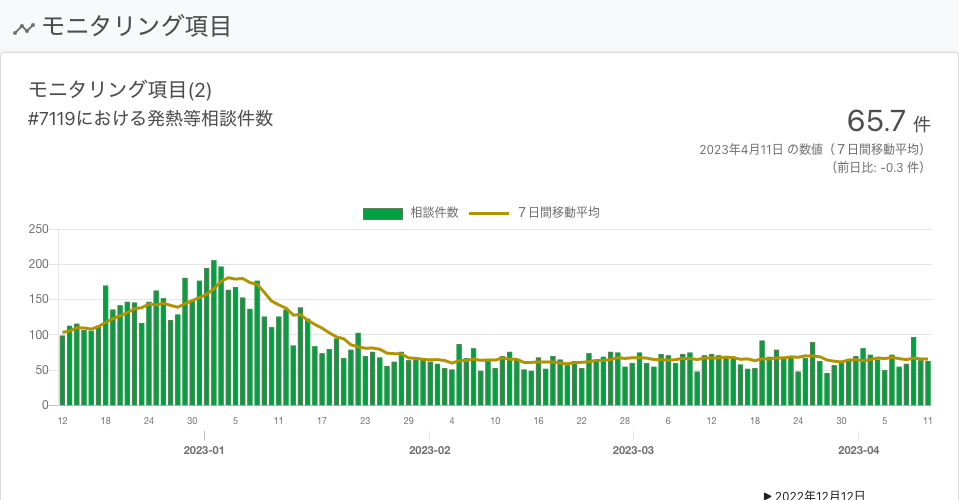 モニタリング項目
モニタリング項目(2)
#7119における発熱等相談件数
65.7 件
2023年4月11日 の数値（７日間移動平均）
（前日比: -0.3 件）
相談件数 ７日間移動平均
250
200
150
100
50
0
12 18 24 30 5 11 17 23 29 4 10 16 22 28 6 12 18 24 30 5 11
2023-01 2023-02 2023-03 2023-04
▶ 2022年12月12日